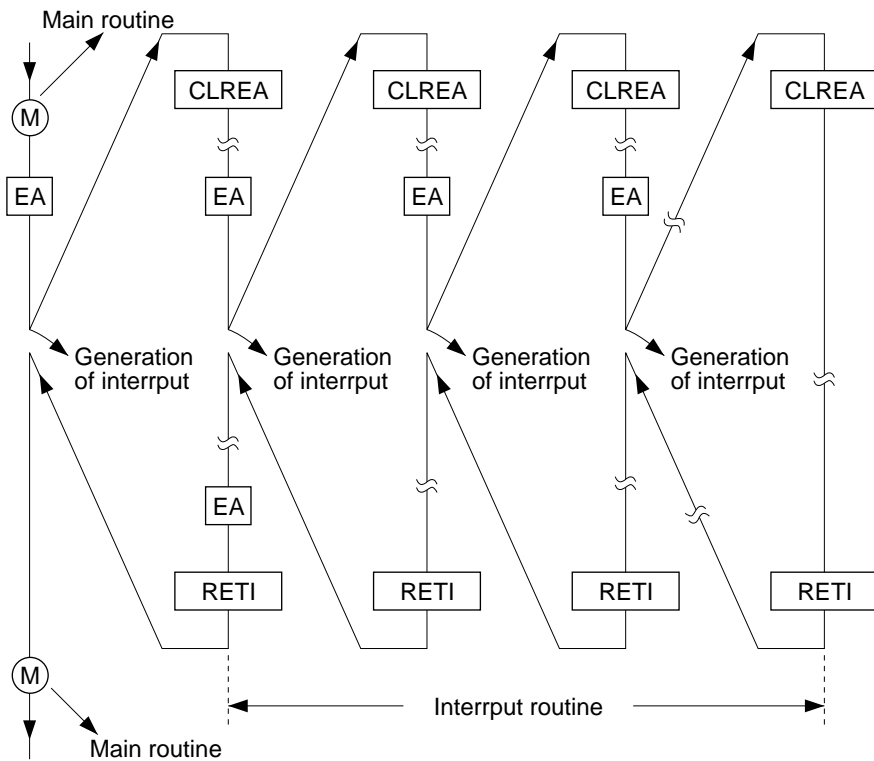 Main routine
CLREA
CLREA
CLREA
CLREA
M
EA
EA
EA
EA
Generation
of interrput
Generation
of interrput
Generation
of interrput
Generation
of interrput
EA
RETI
RETI
RETI
RETI
M
Interrput routine
Main routine